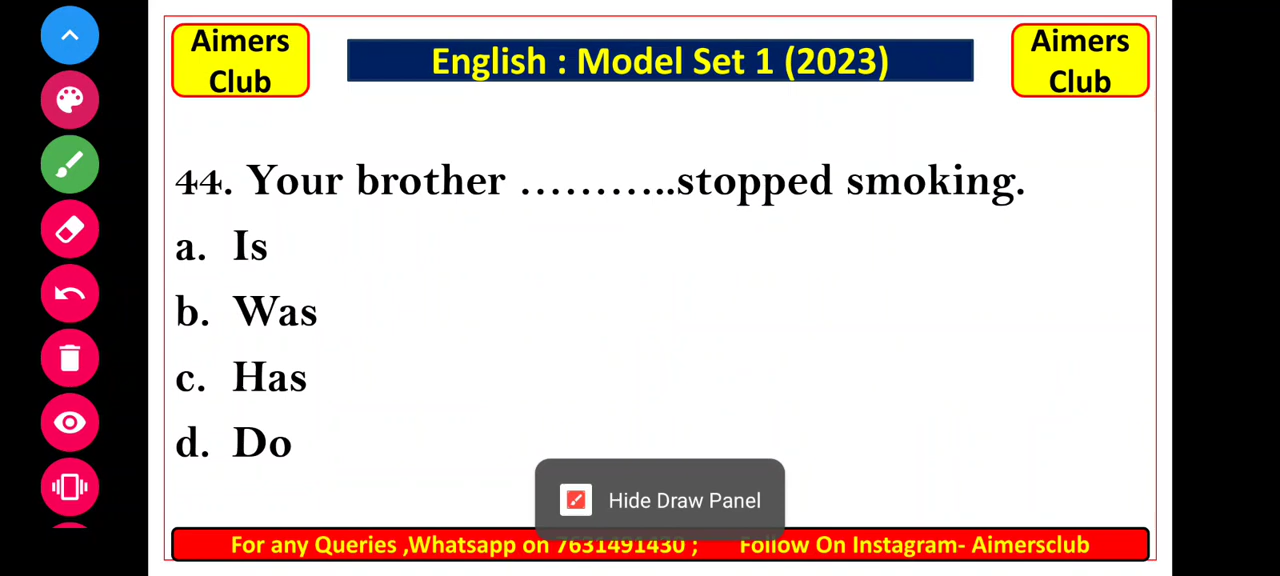 Aimers
Club
English : Model Set 1 (2023)
Aimers
Club
44. Your brother ………..stopped smoking.
a. Is
b. Was
c. Has
d. Do
Hide Draw Panel
For any Queries ,Whatsapp on 7631491430 ; Follow On Instagram- Aimersclub